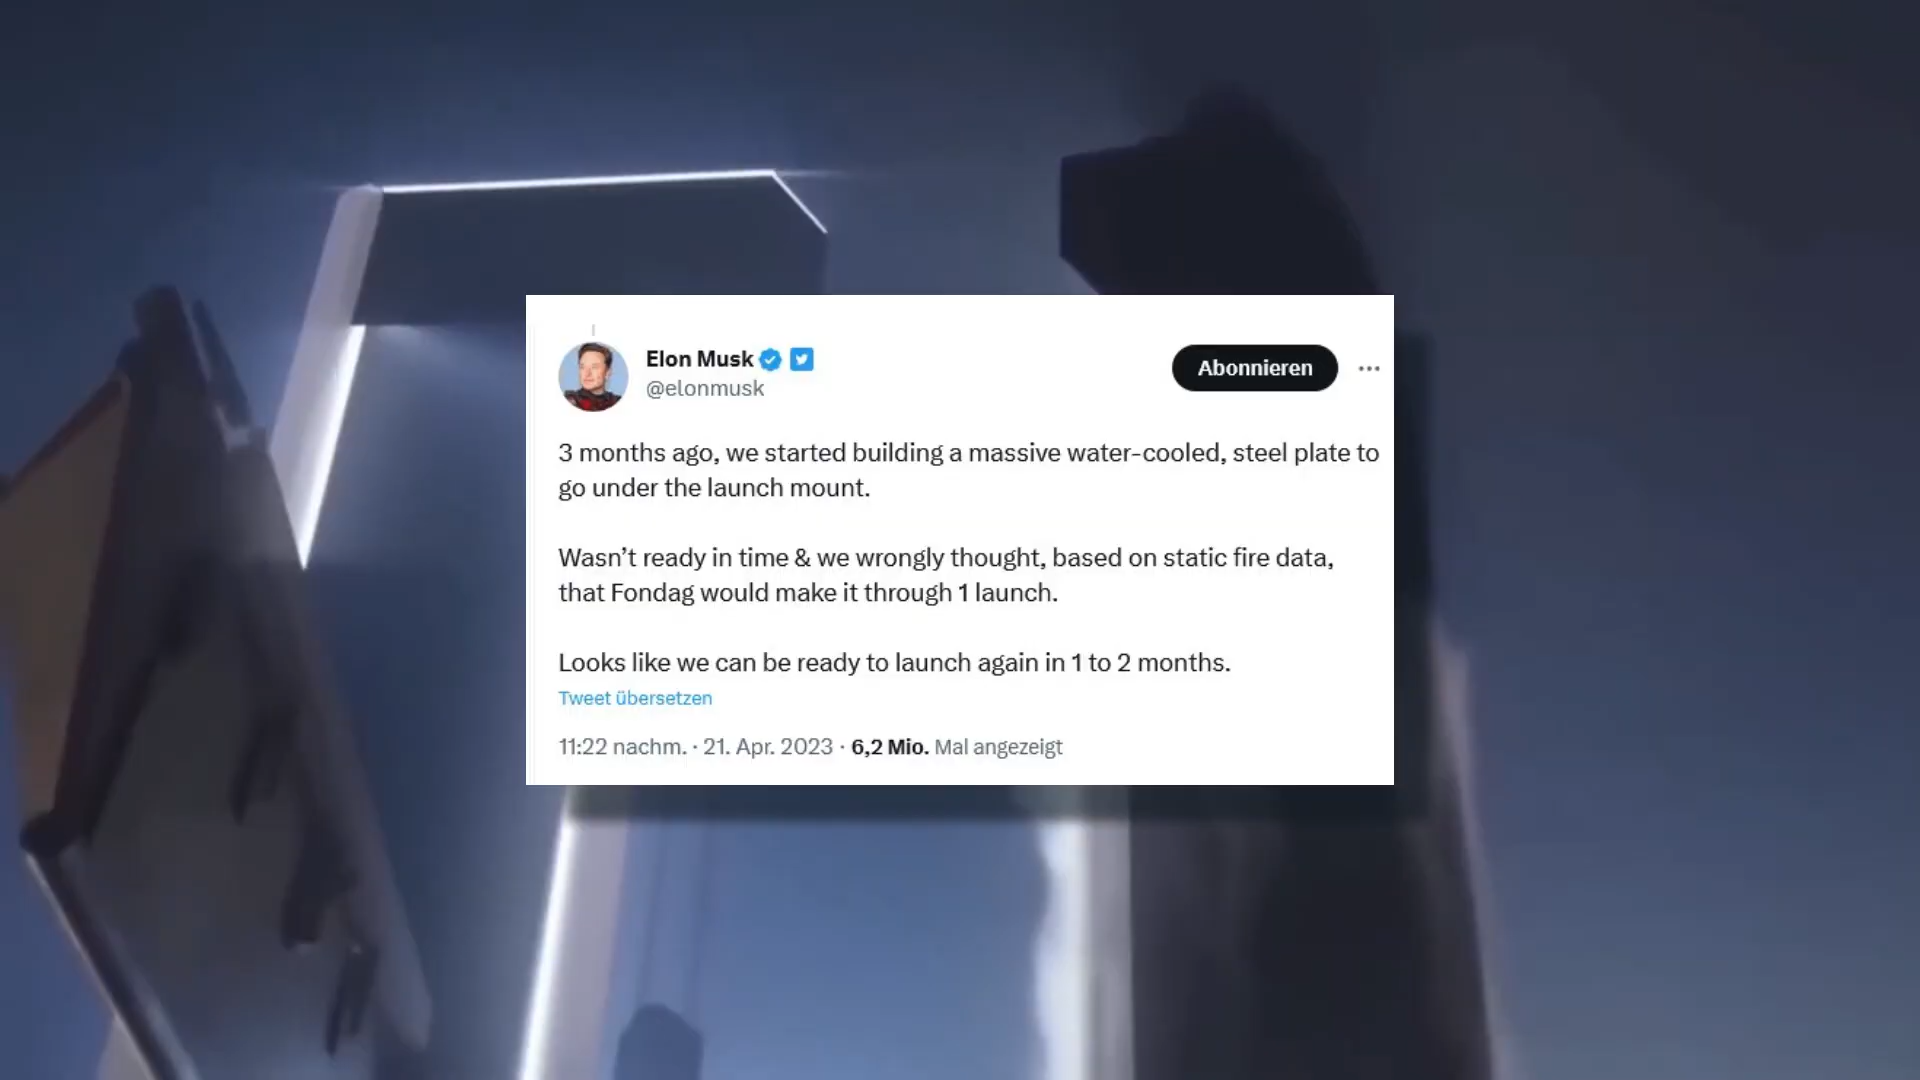 Elon Musk
@elonmusk
Abonnieren
3 months ago, we started building a massive water-cooled, steel plate to
go under the launch mount.
Wasn’t ready in time & we wrongly thought, based on static fire data,
that Fondag would make it through 1 launch.
Looks like we can be ready to launch again in 1 to 2 months.
Tweet übersetzen
11:22 nachm. · 21. Apr. 2023 · 6,2 Mio. Mal angezeigt